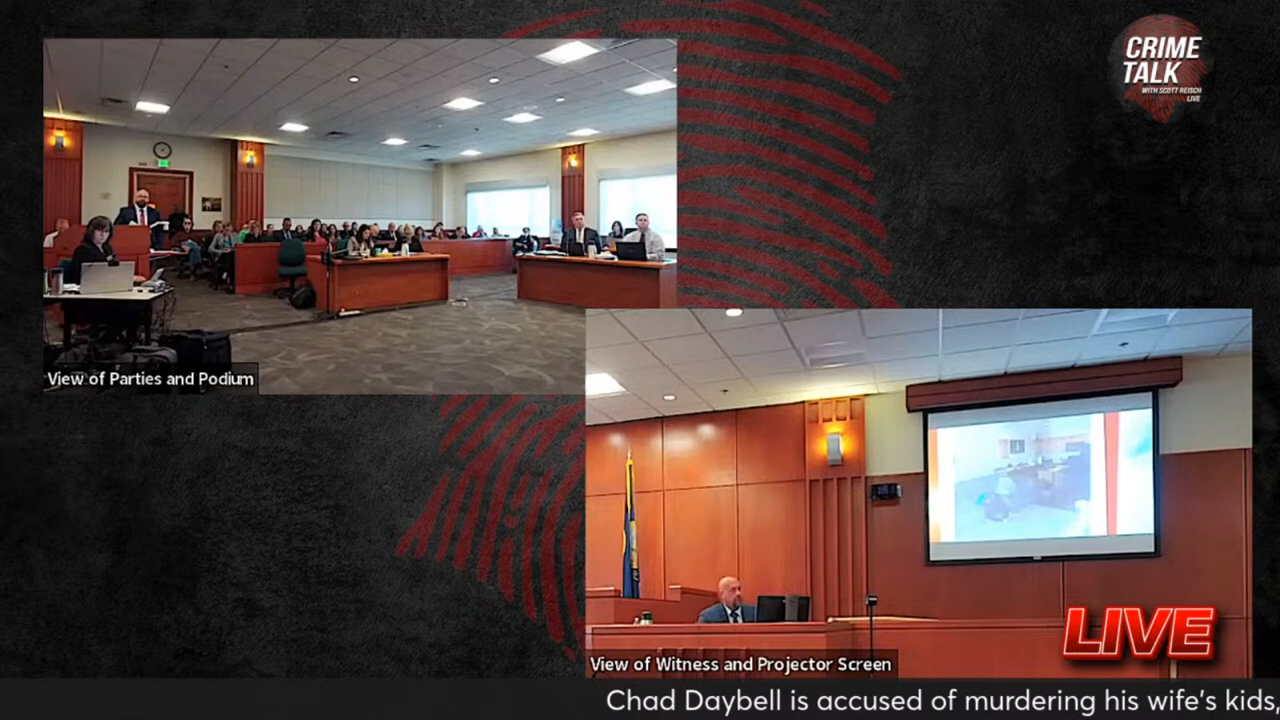 CRIME
TALK
WITH SCOTT REISCH
LIVE
View of Parties and Podium
View of Witness and Projector Screen
LIVE
Chad Daybell is accused of murdering his wife's kids,